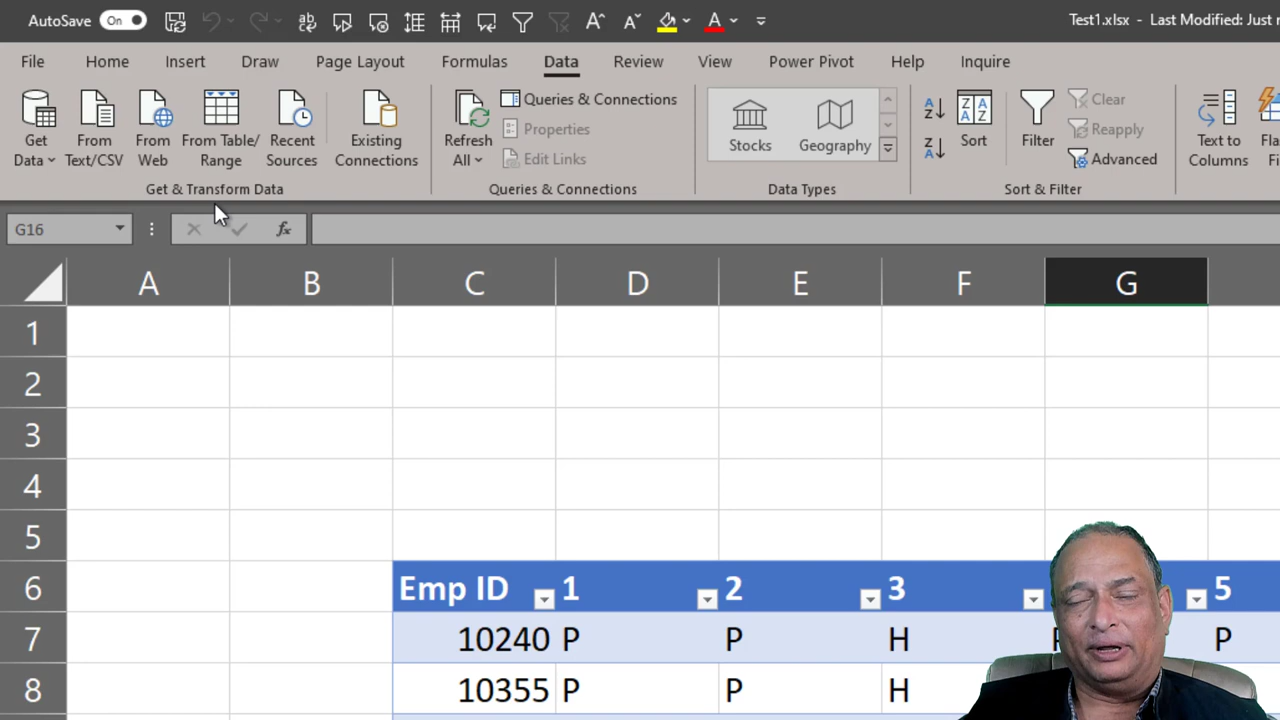 AutoSave On Test1.xlsx - Last Modified: Just
File Home Insert Draw Page Layout Formulas Data Review View Power Pivot Help Inquire
Get Data From Text/CSV From Web From Table/ Range Recent Sources Existing Connections Refresh All Queries & Connections Properties Edit Links Stocks Geography Sort Filter Clear Reapply Advanced Text to Columns
Get & Transform Data Queries & Connections Data Types Sort & Filter
G16 fx
A B C D E F G
1
2
3
4
5
6 Emp ID 1 2 3 5
7 10240 P P H P
8 10355 P P H